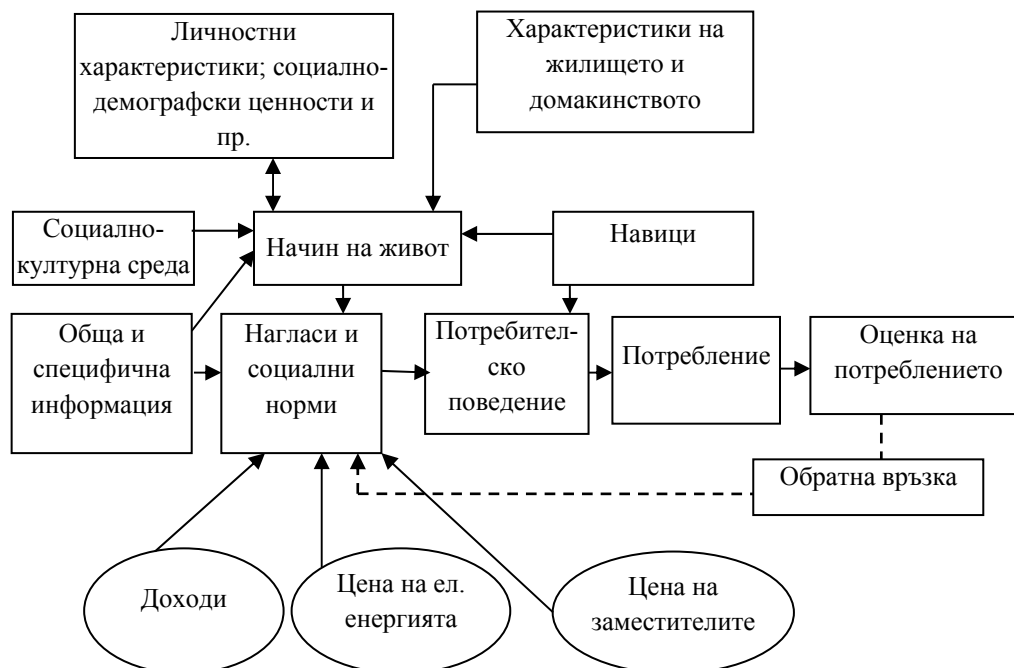 Личностни
характеристики; социално-
демографски ценности и
пр.
Характеристики на
жилището и
домакинството
Социално-
културна среда
Начин на живот
Навици
Обща и
специфична
информация
Нагласи и
социални
норми
Потребител-
ско
поведение
Потребление
Оценка на
потреблението
Обратна връзка
Доходи
Цена на ел.
енергията
Цена на
заместителите